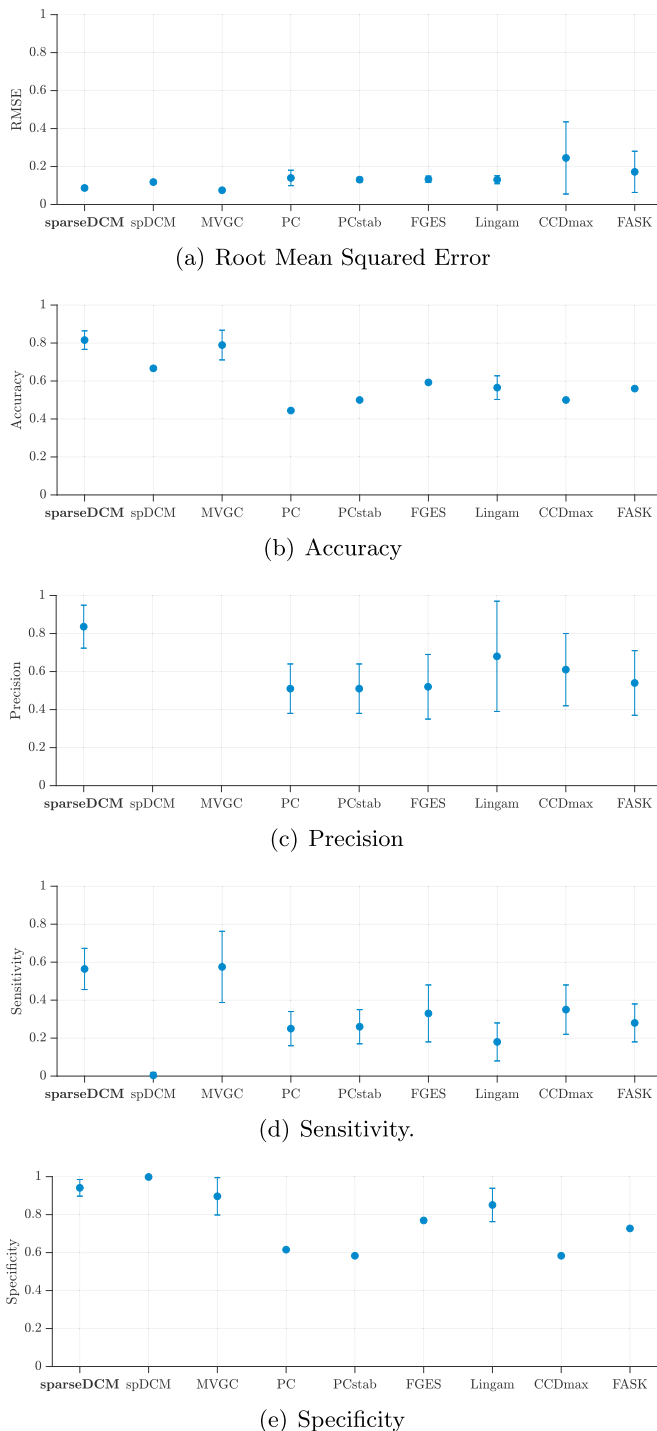 1
0.8
0.6
0.4
0.2
0
RMSE
sparseDCM spDCM MVGC PC PCstab FGES Lingam CCDmax FASK
(a) Root Mean Squared Error
1
0.8
0.6
0.4
0.2
0
Accuracy
sparseDCM spDCM MVGC PC PCstab FGES Lingam CCDmax FASK
(b) Accuracy
1
0.8
0.6
0.4
0.2
0
Precision
sparseDCM spDCM MVGC PC PCstab FGES Lingam CCDmax FASK
(c) Precision
1
0.8
0.6
0.4
0.2
0
Sensitivity
sparseDCM spDCM MVGC PC PCstab FGES Lingam CCDmax FASK
(d) Sensitivity.
1
0.8
0.6
0.4
0.2
0
Specificity
sparseDCM spDCM MVGC PC PCstab FGES Lingam CCDmax FASK
(e) Specificity